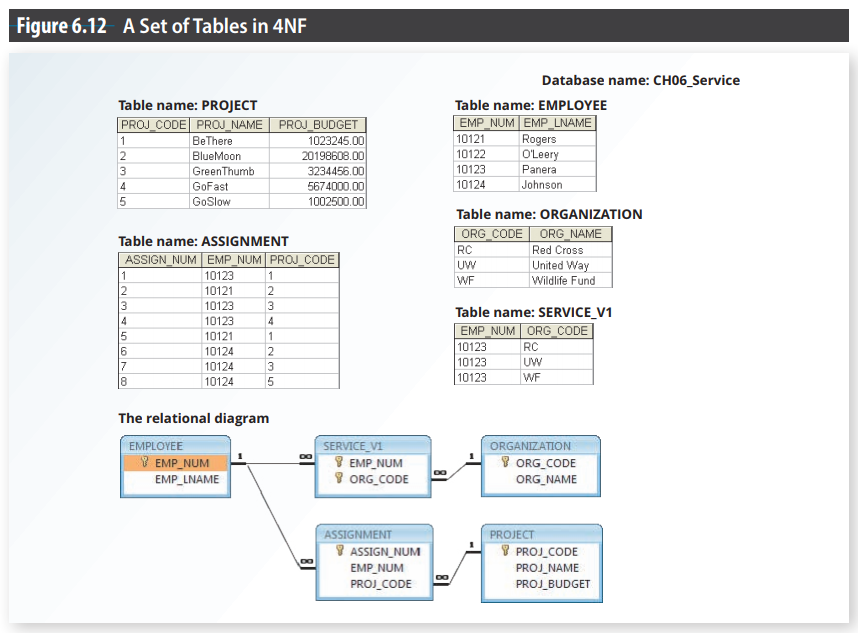 Figure 6.12 A Set of Tables in 4NF
Database name: CH06_Service
Table name: PROJECT
PROJ_CODE PROJ_NAME PROJ_BUDGET
1 BeThere 1023245.00
2 BlueMoon 20198608.00
3 GreenThumb 3234456.00
4 GoFast 5674000.00
5 GoSlow 1002500.00
Table name: EMPLOYEE
EMP_NUM EMP_LNAME
10121 Rogers
10122 O'Leery
10123 Panera
10124 Johnson
Table name: ORGANIZATION
ORG_CODE ORG_NAME
RC Red Cross
UW United Way
WF Wildlife Fund
Table name: ASSIGNMENT
ASSIGN_NUM EMP_NUM PROJ_CODE
1 10123 1
2 10121 2
3 10123 3
4 10123 4
5 10121 1
6 10124 2
7 10124 3
8 10124 5
Table name: SERVICE_V1
EMP_NUM ORG_CODE
10123 RC
10123 UW
10123 WF
The relational diagram
EMPLOYEE
EMP_NUM
EMP_LNAME
1
∞
SERVICE_V1
EMP_NUM
ORG_CODE
∞
1
ORGANIZATION
ORG_CODE
ORG_NAME
∞
ASSIGNMENT
ASSIGN_NUM
EMP_NUM
PROJ_CODE
∞
1
PROJECT
PROJ_CODE
PROJ_NAME
PROJ_BUDGET